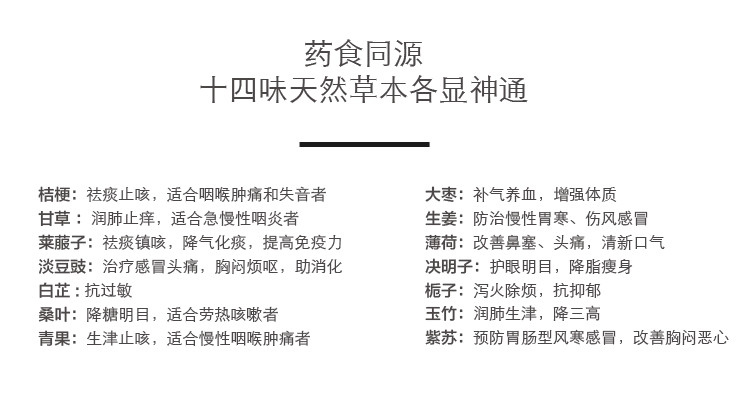 药食同源
十四味天然草本各显神通
桔梗：祛痰止咳，适合咽喉肿痛和失音者
甘草：润肺止痒，适合急慢性咽炎者
莱菔子：祛痰镇咳，降气化痰，提高免疫力
淡豆豉：治疗感冒头痛，胸闷烦呕，助消化
白芷：抗过敏
桑叶：降糖明目，适合劳热咳嗽者
青果：生津止咳，适合慢性咽喉肿痛者
大枣：补气养血，增强体质
生姜：防治慢性胃寒、伤风感冒
薄荷：改善鼻塞、头痛，清新口气
决明子：护眼明目，降脂瘦身
栀子：泻火除烦，抗抑郁
玉竹：润肺生津，降三高
紫苏：预防胃肠型风寒感冒，改善胸闷恶心